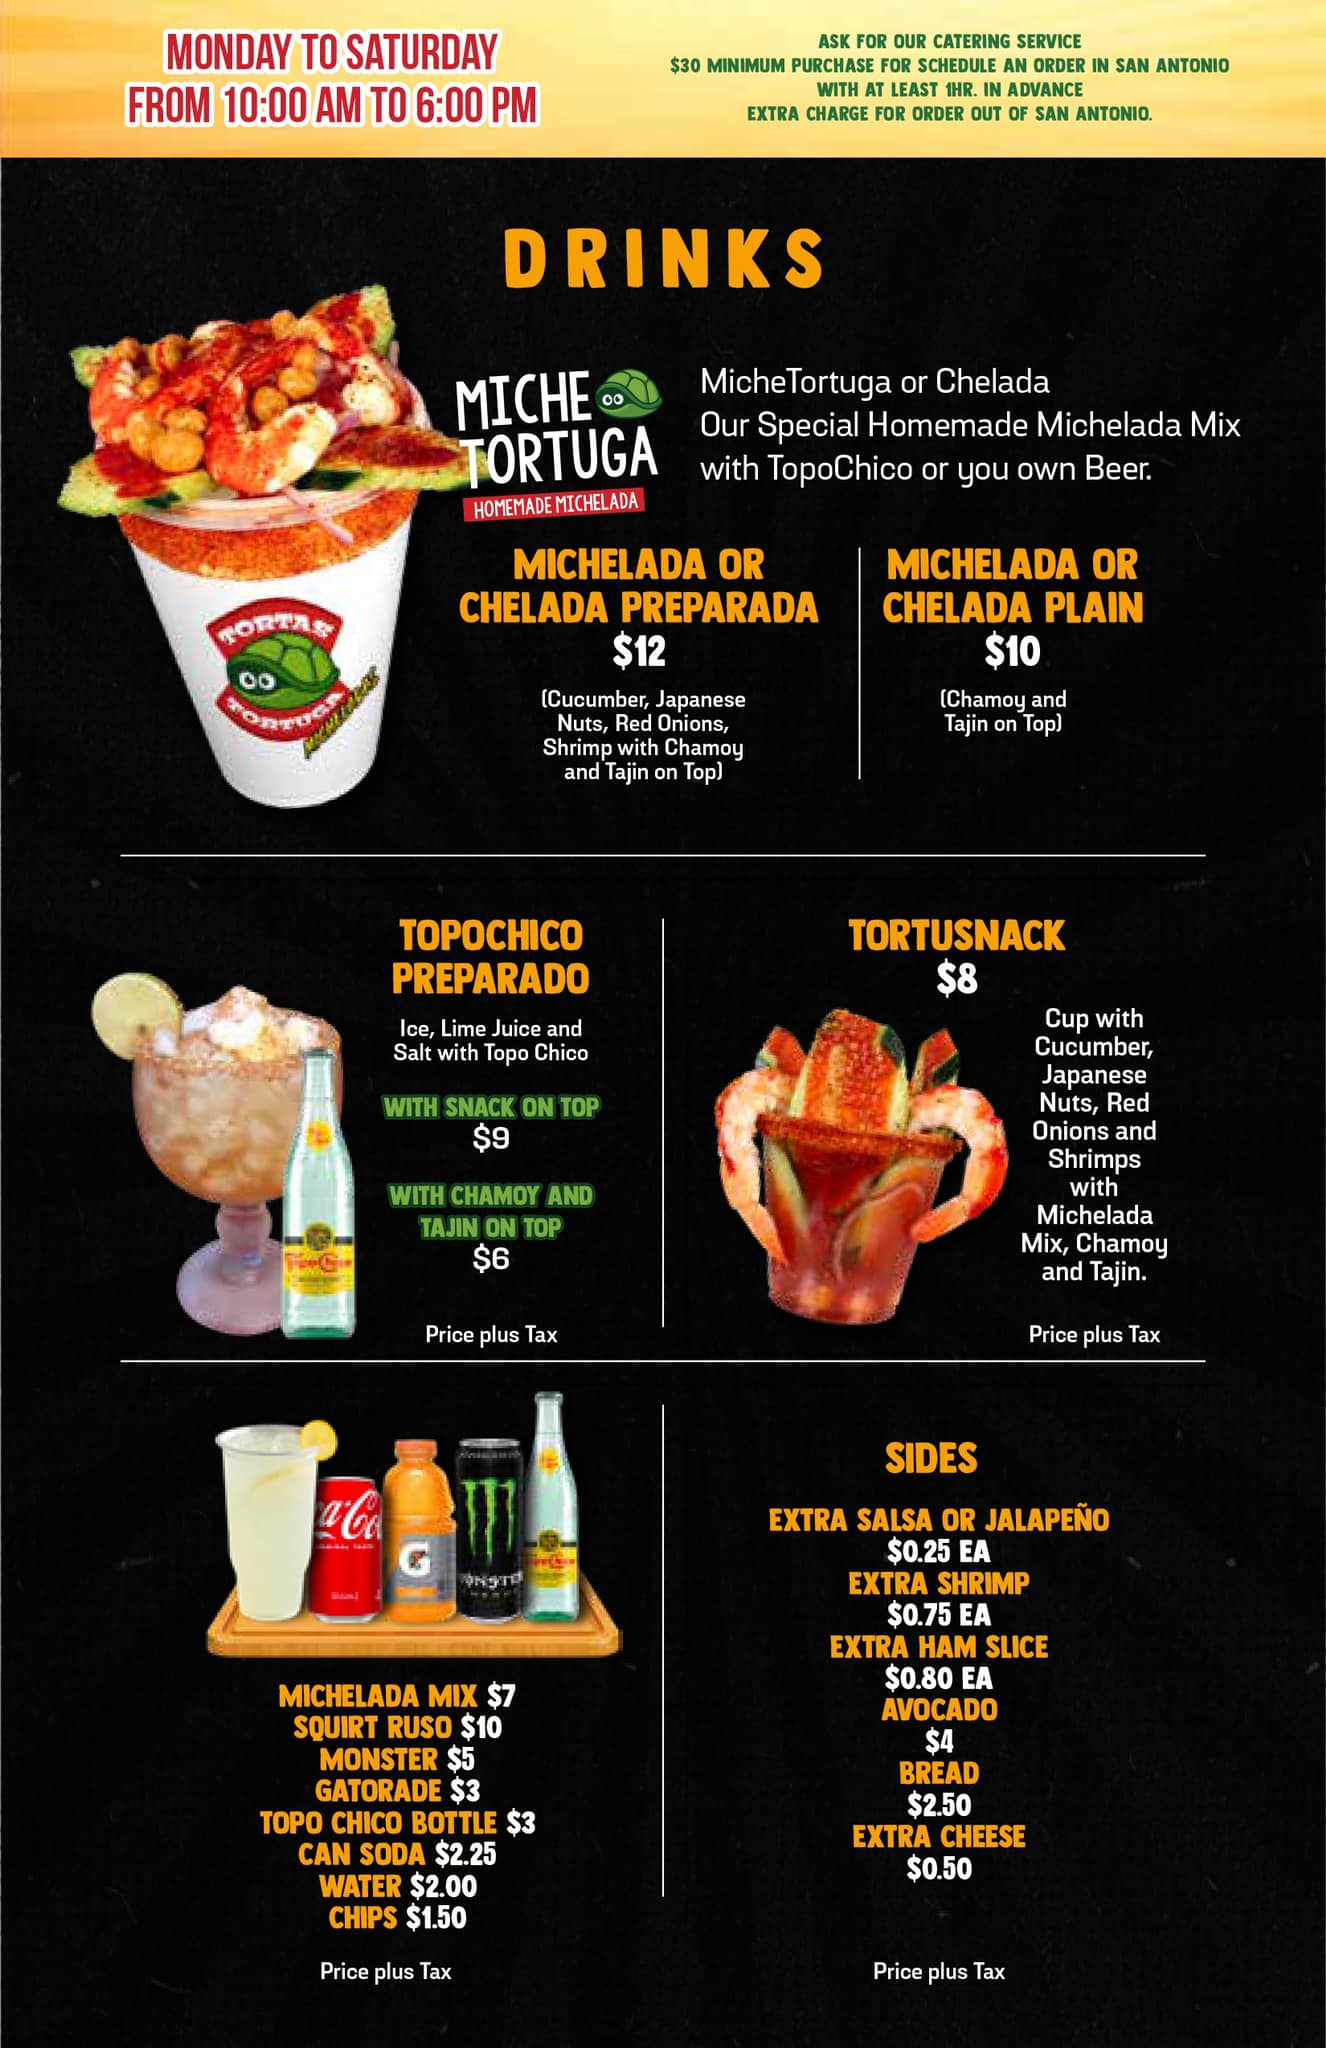 MONDAY TO SATURDAY
FROM 10:00 AM TO 6:00 PM
ASK FOR OUR CATERING SERVICE
$30 MINIMUM PURCHASE FOR SCHEDULE AN ORDER IN SAN ANTONIO
WITH AT LEAST 1HR. IN ADVANCE
EXTRA CHARGE FOR ORDER OUT OF SAN ANTONIO.
DRINKS
MICHE
TORTUGA
HOMEMADE MICHELADA
MicheTortuga or Chelada
Our Special Homemade Michelada Mix
with TopoChico or you own Beer.
TORTAS
TORTUGA
MICHELADAS
MICHELADA OR
CHELADA PREPARADA
$12
(Cucumber, Japanese
Nuts, Red Onions,
Shrimp with Chamoy
and Tajin on Top)
MICHELADA OR
CHELADA PLAIN
$10
(Chamoy and
Tajin on Top)
TOPOCHICO
PREPARADO
Ice, Lime Juice and
Salt with Topo Chico
WITH SNACK ON TOP
$9
WITH CHAMOY AND
TAJIN ON TOP
$6
Price plus Tax
Topo Chico
TORTUSNACK
$8
Cup with
Cucumber,
Japanese
Nuts, Red
Onions and
Shrimps
with
Michelada
Mix, Chamoy
and Tajin.
Price plus Tax
a-Co
G
MONSTER
Topo Chico
MICHELADA MIX $7
SQUIRT RUSO $10
MONSTER $5
GATORADE $3
TOPO CHICO BOTTLE $3
CAN SODA $2.25
WATER $2.00
CHIPS $1.50
Price plus Tax
SIDES
EXTRA SALSA OR JALAPEÑO
$0.25 EA
EXTRA SHRIMP
$0.75 EA
EXTRA HAM SLICE
$0.80 EA
AVOCADO
$4
BREAD
$2.50
EXTRA CHEESE
$0.50
Price plus Tax